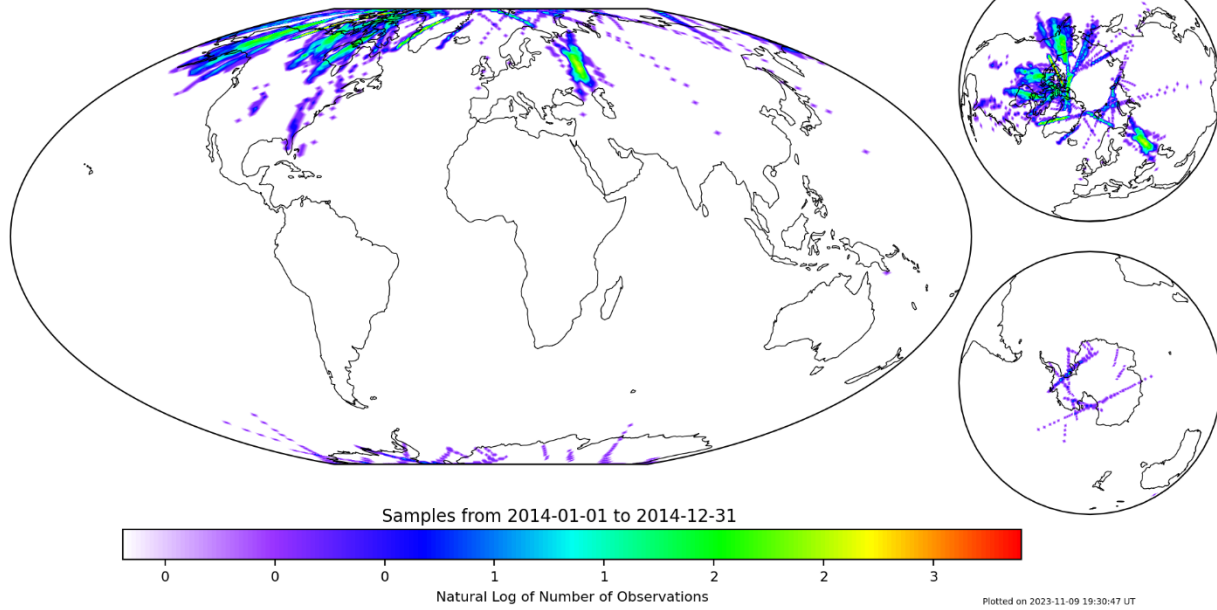 Samples from 2014-01-01 to 2014-12-31
0 0 0 1 1 2 2 3
Natural Log of Number of Observations
Plotted on 2023-11-09 19:30:47 UT